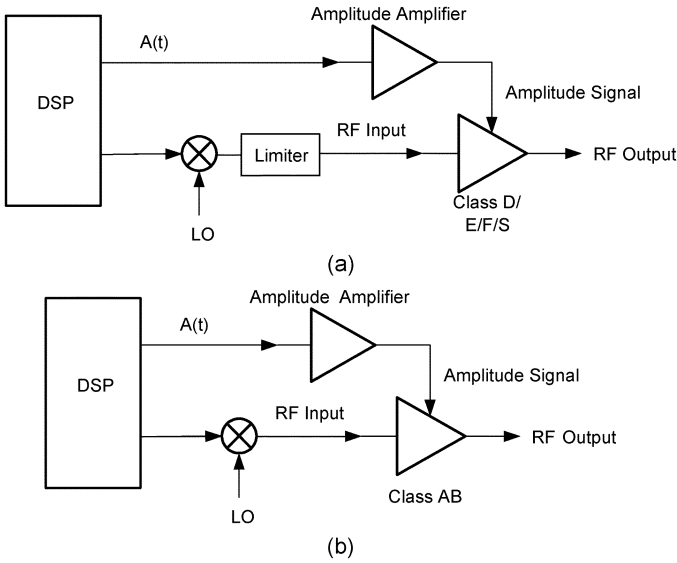 Amplitude Amplifier
A(t)
DSP
Amplitude Signal
RF Input
Limiter
RF Output
Class D/
E/F/S
LO
(a)
Amplitude Amplifier
A(t)
DSP
Amplitude Signal
RF Input
RF Output
Class AB
LO
(b)